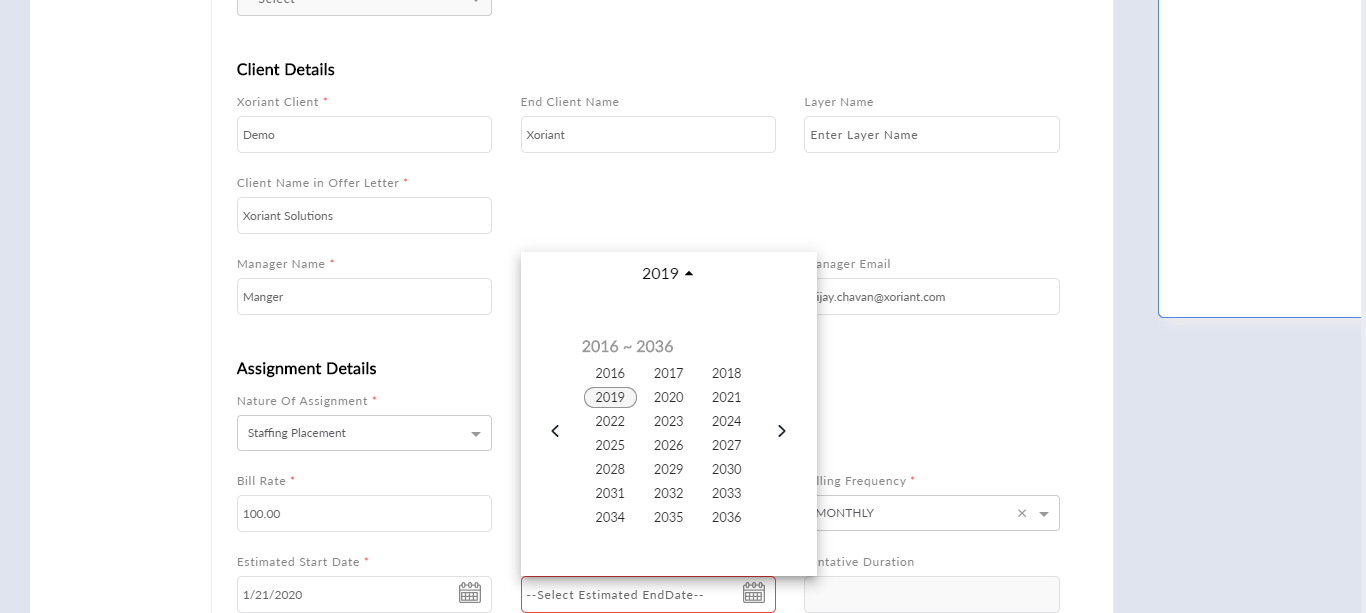 Select
Client Details
Xoriant Client *
End Client Name
Layer Name
Demo
Xoriant
Enter Layer Name
Client Name in Offer Letter *
Xoriant Solutions
Manager Name *
anager Email
Manger
ijay.chavan@xoriant.com
2019
2016 ~ 2036
2016 2017 2018
2019 2020 2021
2022 2023 2024
2025 2026 2027
2028 2029 2030
2031 2032 2033
2034 2035 2036
Assignment Details
Nature Of Assignment *
Staffing Placement
Bill Rate *
lling Frequency *
100.00
MONTHLY
Estimated Start Date *
ntative Duration
1/21/2020
--Select Estimated EndDate--